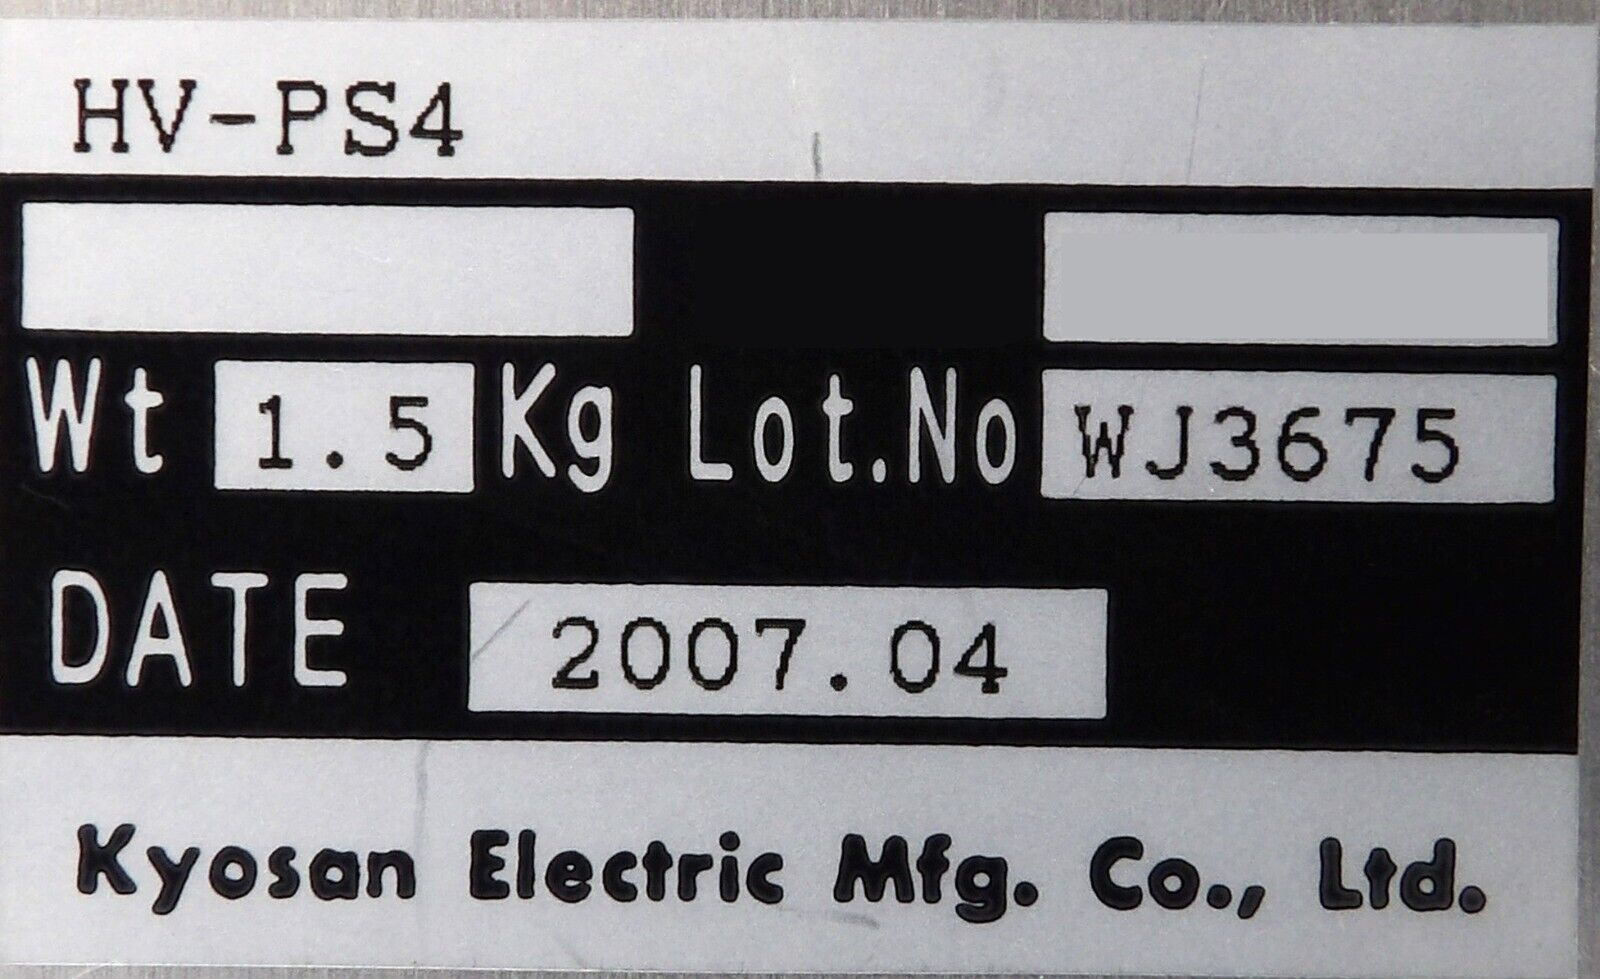 HV-PS4
Wt 1.5 Kg Lot.No WJ3675
DATE 2007.04
Kyosan Electric Mfg. Co., Ltd.